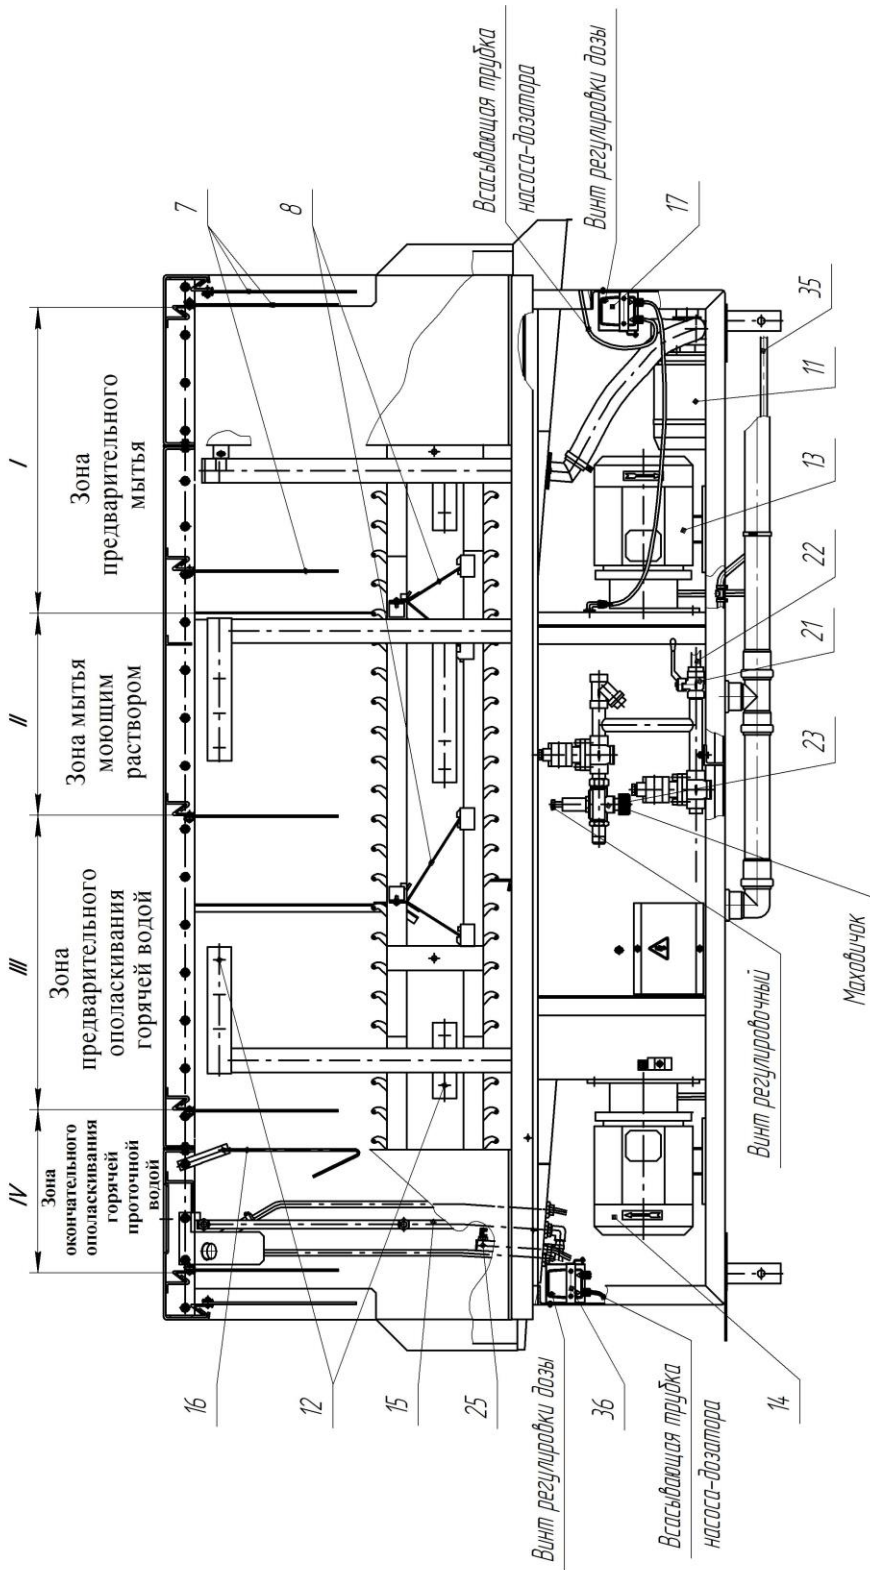 IV
III
II
I
Зона
окончательного
ополаскивания
горячей
проточной
водой
Зона
предварительного
ополаскивания
горячей водой
Зона мытья
моющим
раствором
Зона
предварительного
мытья
7
8
Всасывающая трубка
насоса-дозатора
Винт регулировки дозы
17
35
11
13
22
21
23
Маховичок
Винт регулировочный
16
12
15
25
Винт регулировки дозы
36
Всасывающая трубка
насоса-дозатора
14